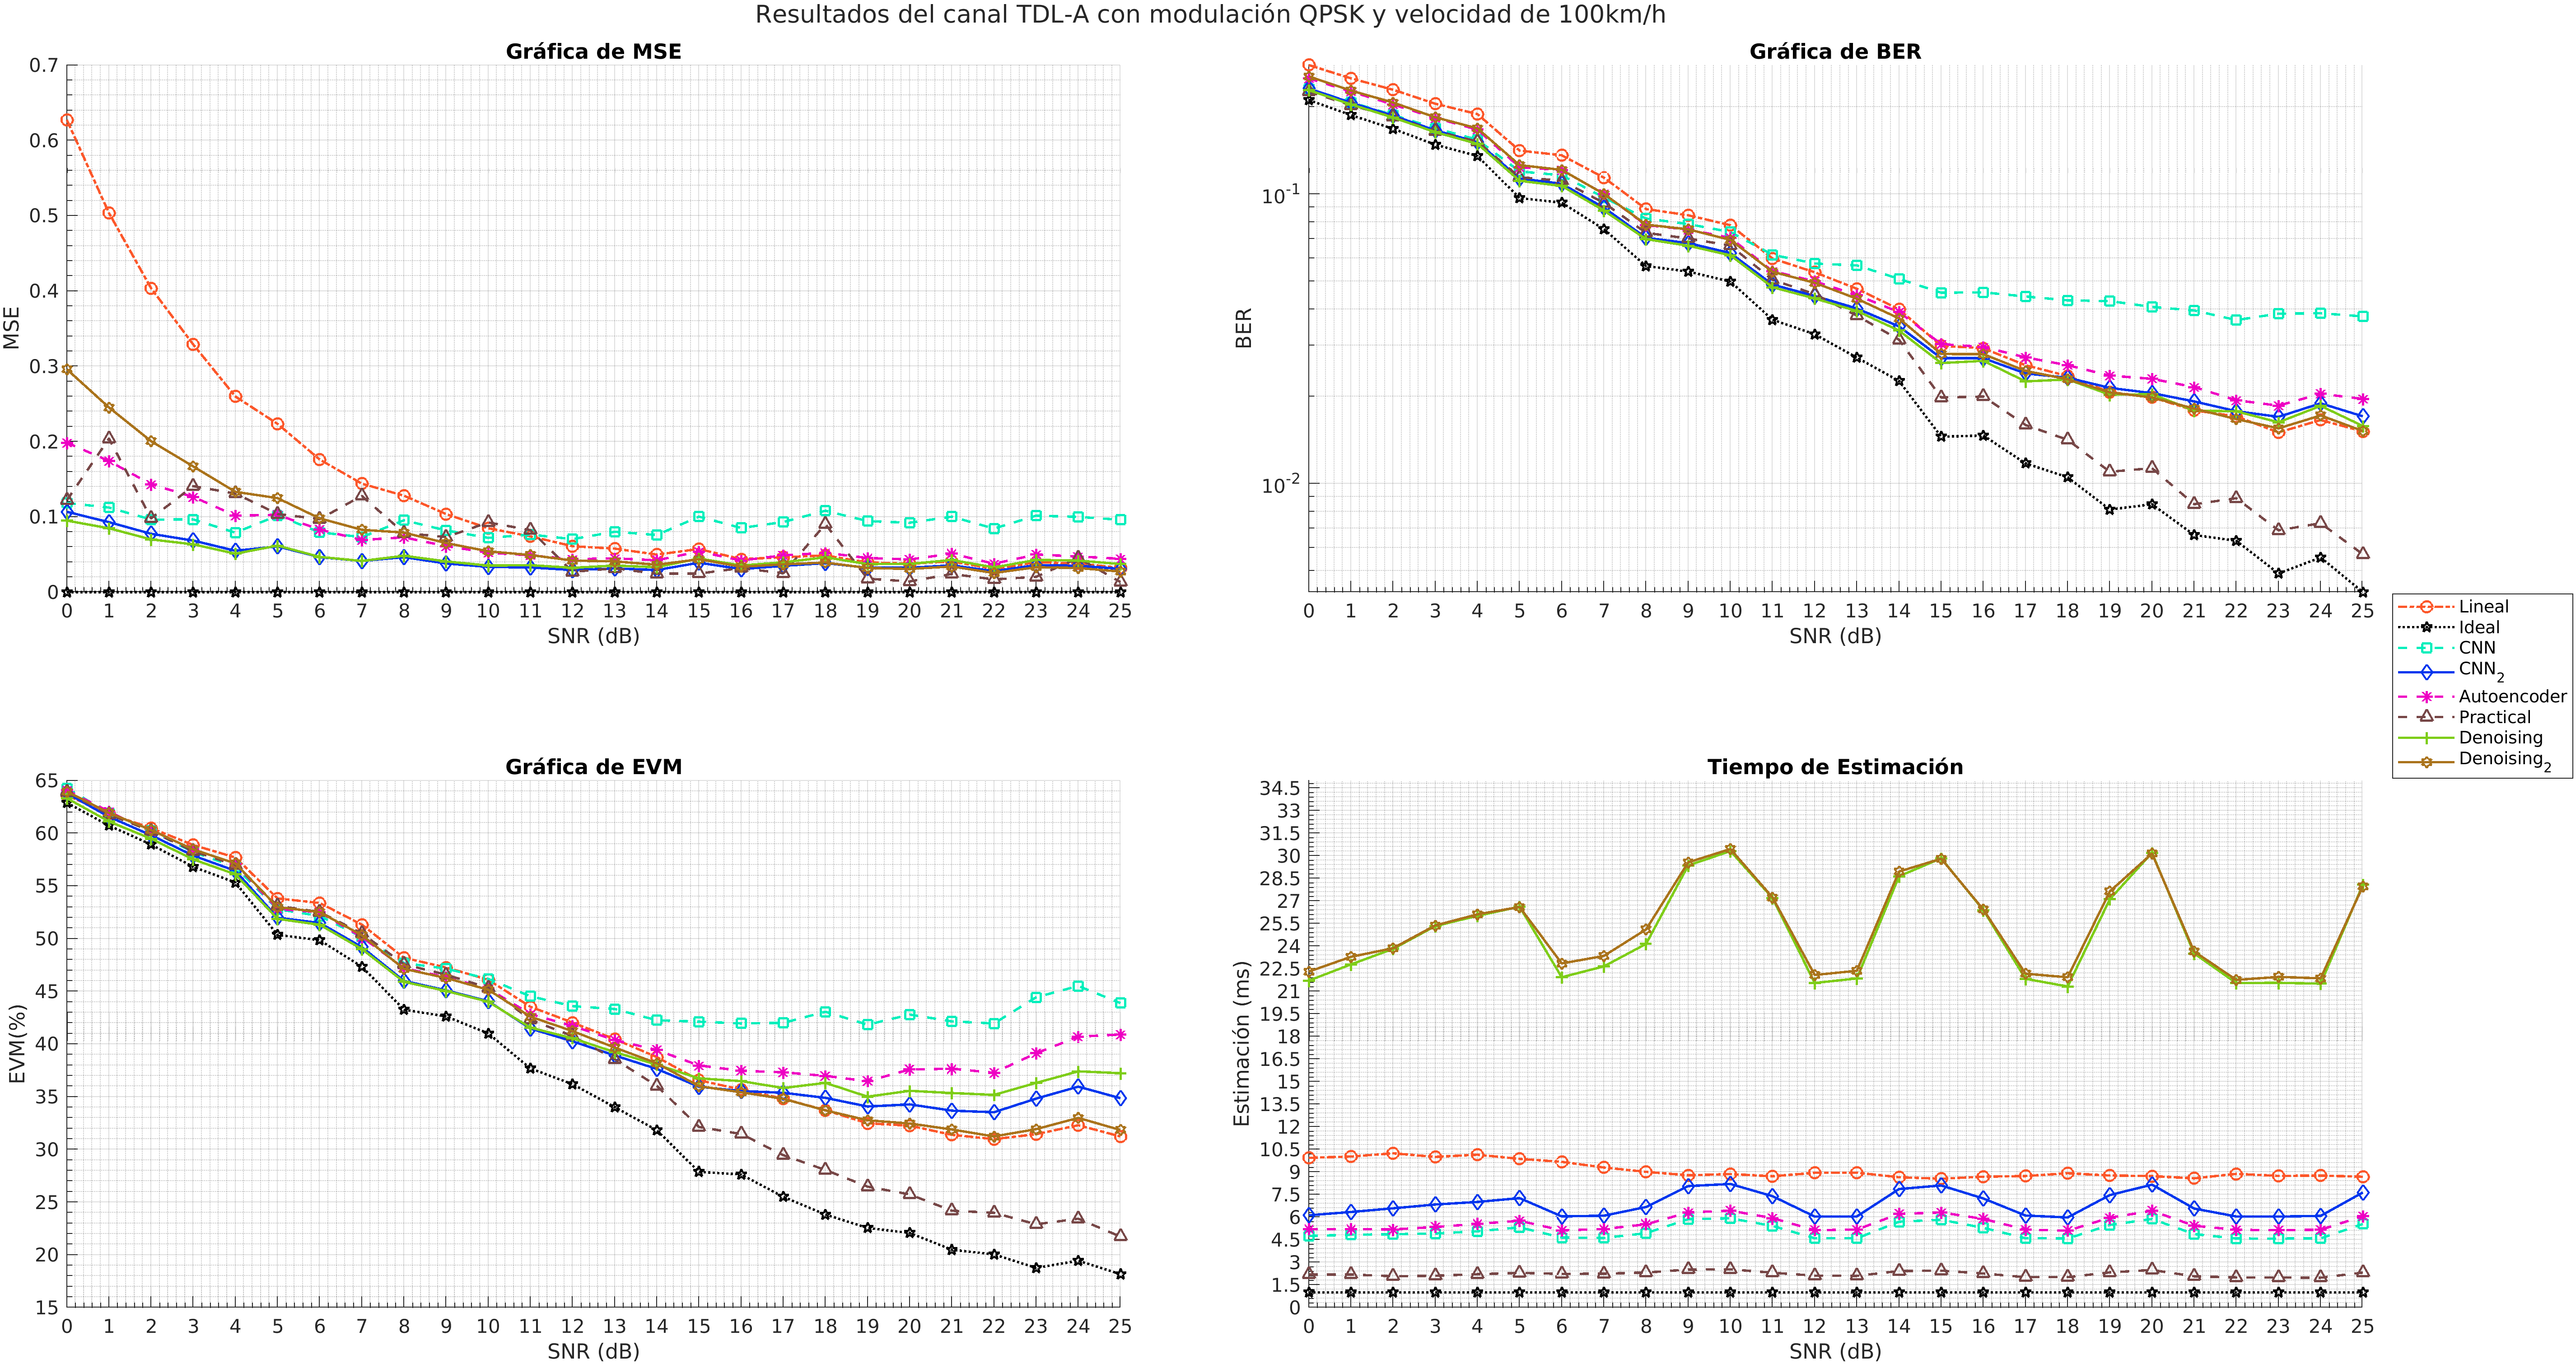 Resultados del canal TDL-A con modulación QPSK y velocidad de 100km/h
Gráfica de MSE
0.7
0.6
0.5
0.4
0.3
0.2
0.1
0
MSE
0 1 2 3 4 5 6 7 8 9 10 11 12 13 14 15 16 17 18 19 20 21 22 23 24 25
SNR (dB)
Gráfica de BER
10-1
10-2
BER
0 1 2 3 4 5 6 7 8 9 10 11 12 13 14 15 16 17 18 19 20 21 22 23 24 25
SNR (dB)
Lineal
Ideal
CNN
CNN2
Autoencoder
Practical
Denoising
Denoising2
Gráfica de EVM
65
60
55
50
45
40
35
30
25
20
15
EVM(%)
0 1 2 3 4 5 6 7 8 9 10 11 12 13 14 15 16 17 18 19 20 21 22 23 24 25
SNR (dB)
Tiempo de Estimación
34.5
33
31.5
30
28.5
27
25.5
24
22.5
21
19.5
18
16.5
15
13.5
12
10.5
9
7.5
6
4.5
3
1.5
0
Estimación (ms)
0 1 2 3 4 5 6 7 8 9 10 11 12 13 14 15 16 17 18 19 20 21 22 23 24 25
SNR (dB)